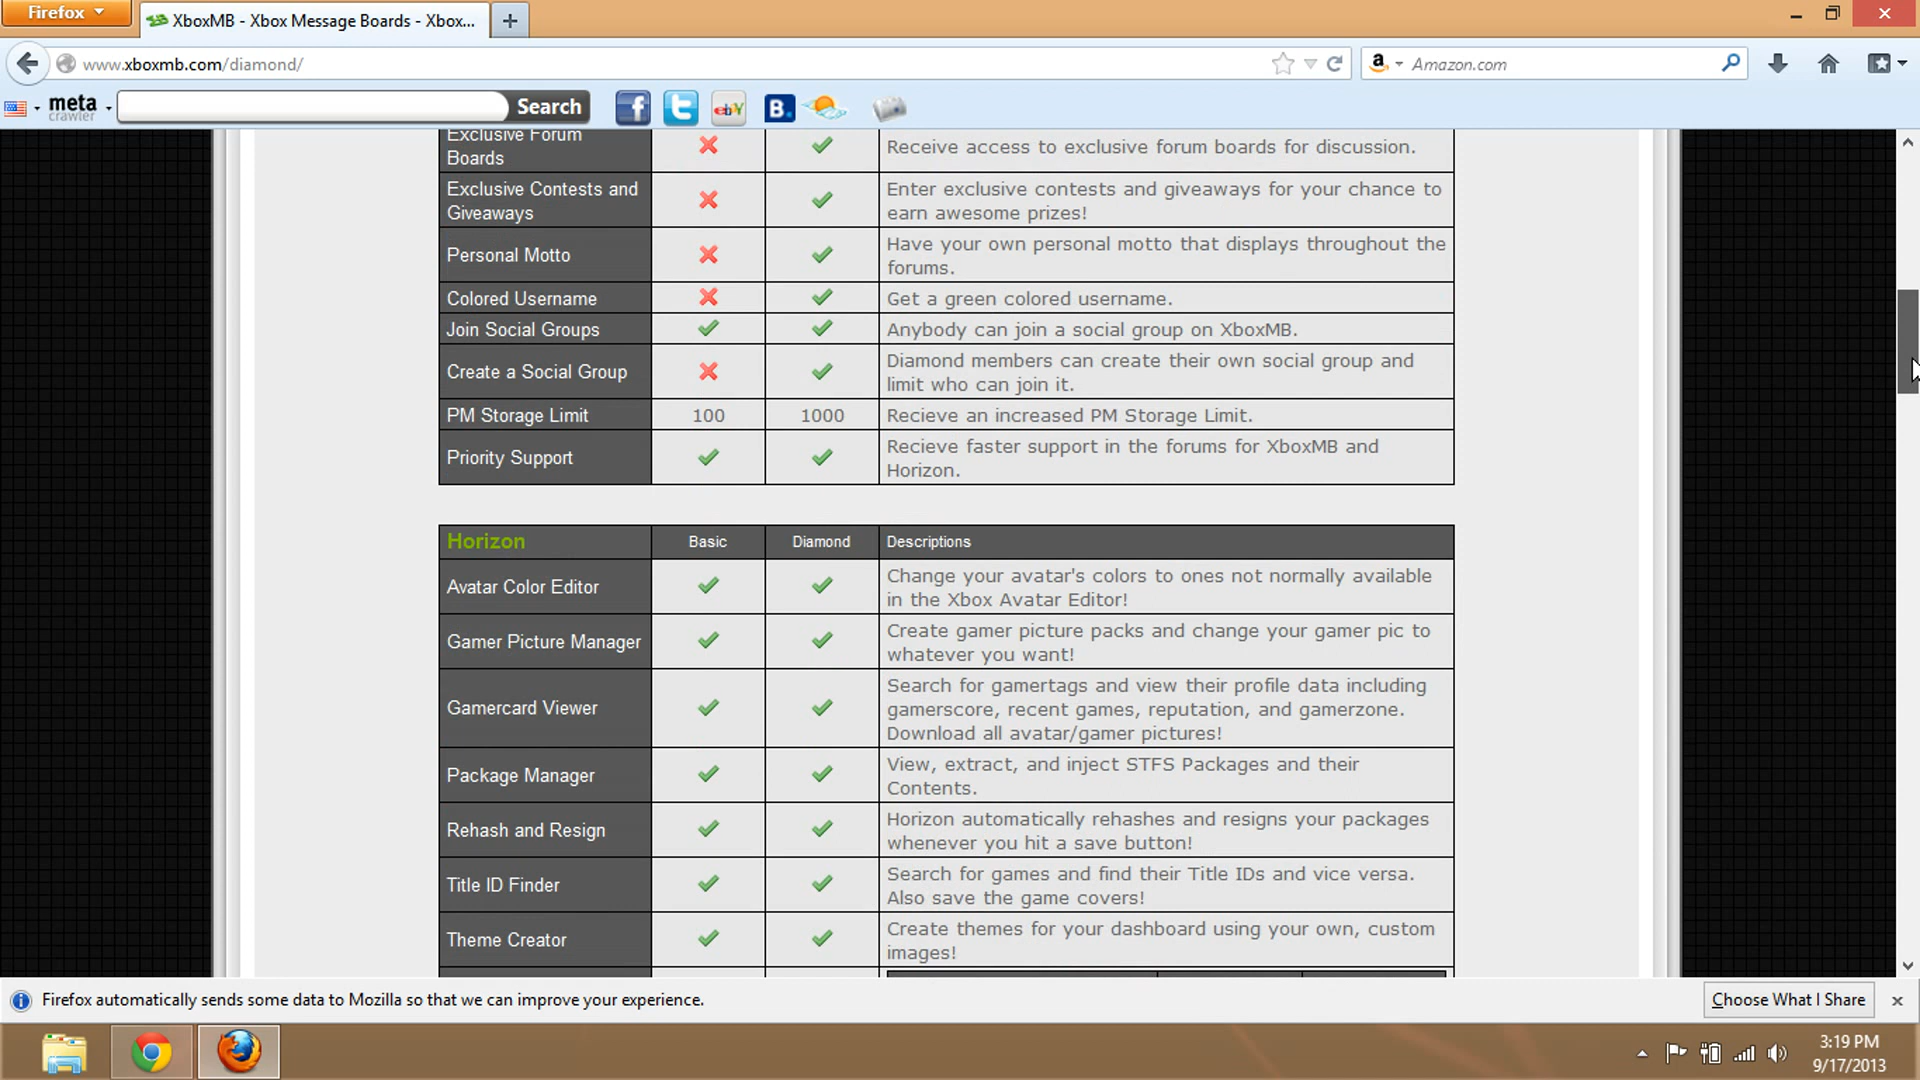 Firefox
XboxMB - Xbox Message Boards - Xbox...
www.xboxmb.com/diamond/
a
Amazon.com
meta
crawler
Search
f
t
ebY
B.
Exclusive Forum
Boards
Receive access to exclusive forum boards for discussion.
Exclusive Contests and
Giveaways
Enter exclusive contests and giveaways for your chance to
earn awesome prizes!
Personal Motto
Have your own personal motto that displays throughout the
forums.
Colored Username
Get a green colored username.
Join Social Groups
Anybody can join a social group on XboxMB.
Create a Social Group
Diamond members can create their own social group and
limit who can join it.
PM Storage Limit 100 1000 Recieve an increased PM Storage Limit.
Priority Support
Recieve faster support in the forums for XboxMB and
Horizon.
Horizon Basic Diamond Descriptions
Avatar Color Editor
Change your avatar's colors to ones not normally available
in the Xbox Avatar Editor!
Gamer Picture Manager
Create gamer picture packs and change your gamer pic to
whatever you want!
Gamercard Viewer
Search for gamertags and view their profile data including
gamerscore, recent games, reputation, and gamerzone.
Download all avatar/gamer pictures!
Package Manager
View, extract, and inject STFS Packages and their
Contents.
Rehash and Resign
Horizon automatically rehashes and resigns your packages
whenever you hit a save button!
Title ID Finder
Search for games and find their Title IDs and vice versa.
Also save the game covers!
Theme Creator
Create themes for your dashboard using your own, custom
images!
Firefox automatically sends some data to Mozilla so that we can improve your experience.
Choose What I Share
3:19 PM
9/17/2013